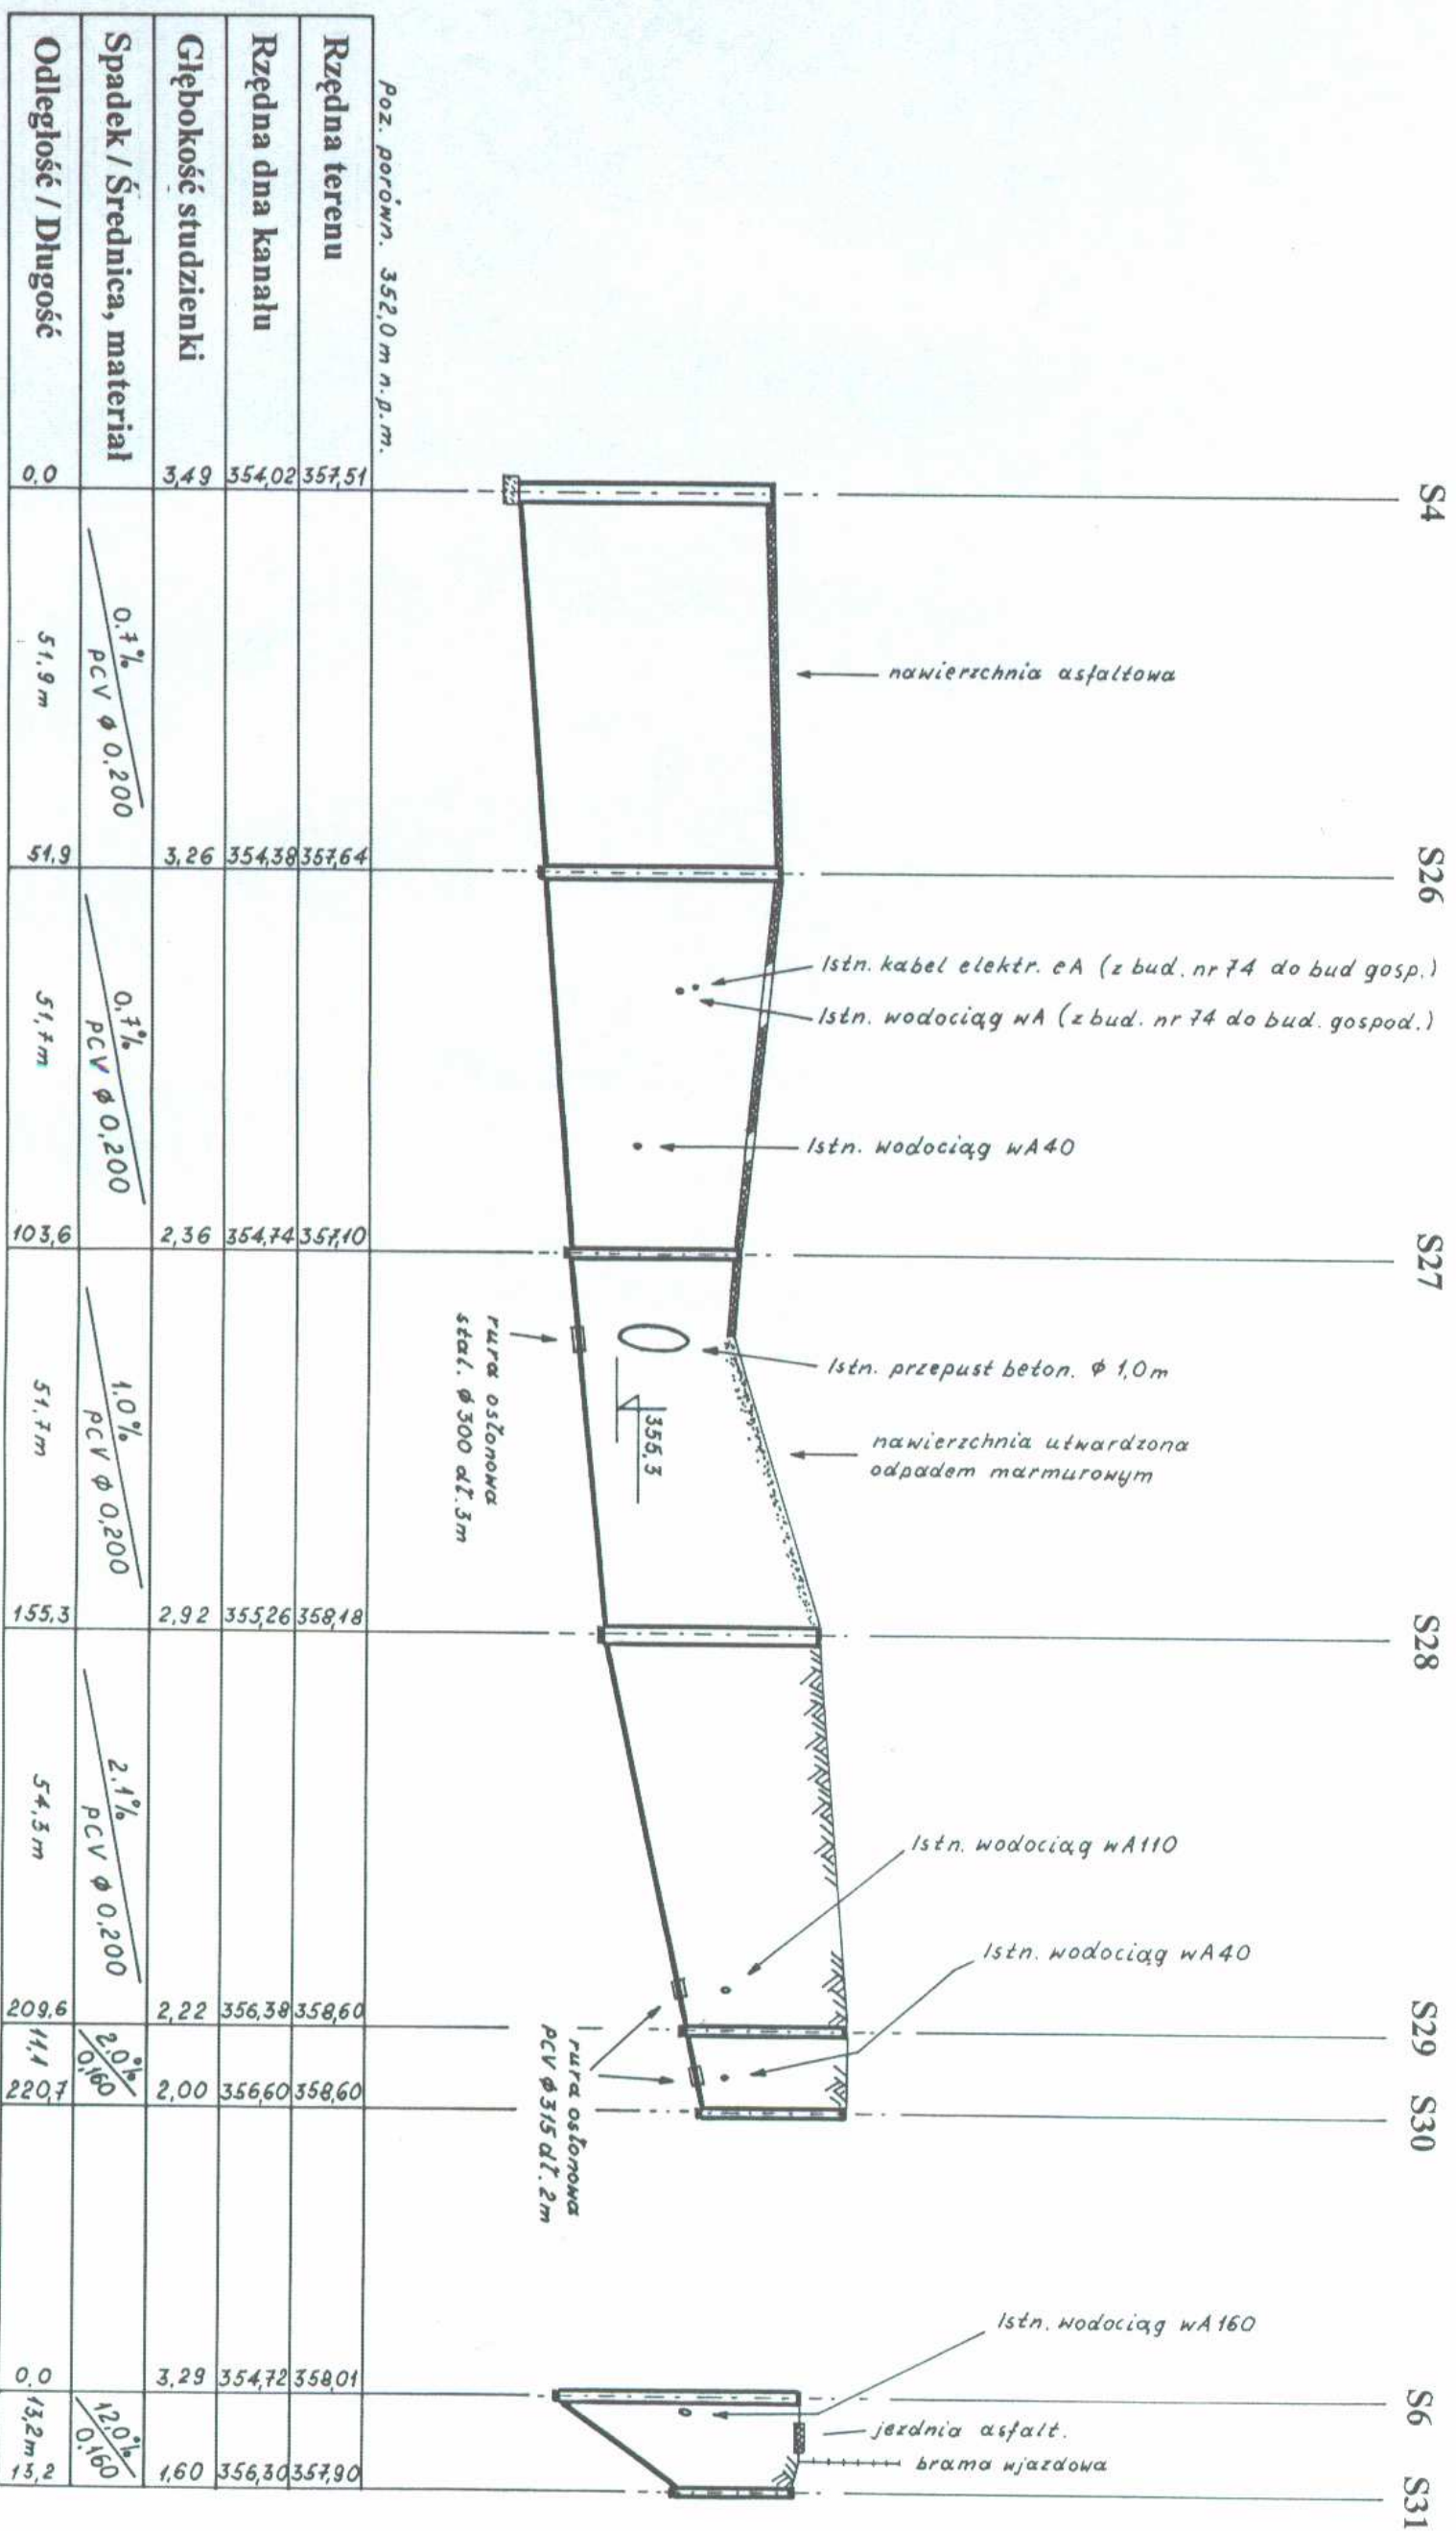 S4
S26
S27
S28
S29
S30
S6
S31
nawierzchnia asfaltowa
Istn. kabel elektr. eA (z bud. nr 74 do bud gosp.)
Istn. wodociąg wA (z bud. nr 74 do bud. gospod.)
Istn. wodociąg wA40
Istn. przepust beton. ϕ 1,0m
nawierzchnia utwardzona
odpadem marmurowym
Istn. wodociąg wA110
Istn. wodociąg wA40
Istn. wodociąg wA160
jezdnia asfalt.
brama wjazdowa
355,3
rura osłonowa
stal. ϕ300 dł. 3m
rura osłonowa
PCV ϕ315 dł. 2m
Poz. porówn. 352,0 m n.p.m.
Rzędna terenu
357,51
357,64
357,10
358,18
358,60
358,60
358,01
357,90
Rzędna dna kanału
354,02
354,38
354,74
355,26
356,38
356,60
354,72
356,30
Głębokość studzienki
3,49
3,26
2,36
2,92
2,22
2,00
3,29
1,60
Spadek / Średnica, materiał
0.7%
PCV ϕ 0,200
0,7%
PCV ϕ 0,200
1.0%
PCV ϕ 0,200
2.1%
PCV ϕ 0,200
2.0%
0,160
12.0%
0,160
Odległość / Długość
0,0
51.9 m
51,9
51,7m
103,6
51.7m
155,3
54,3 m
209,6
11,1
220,7
0,0
13,2m
13,2